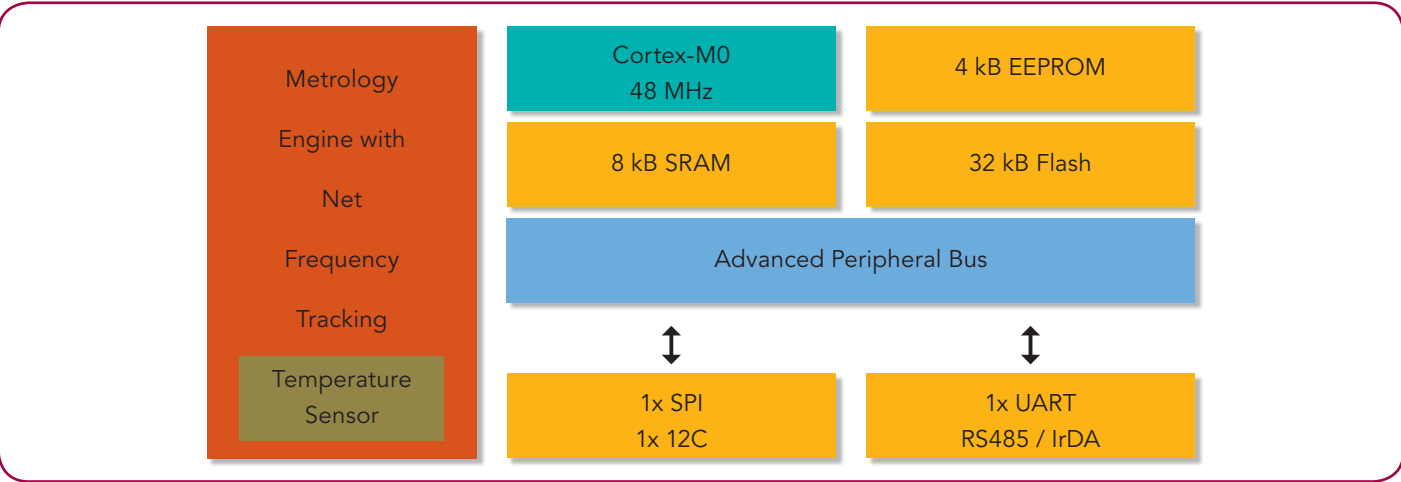 Metrology
Engine with
Net
Frequency
Tracking
Temperature
Sensor
Cortex-M0
48 MHz
4 kB EEPROM
8 kB SRAM
32 kB Flash
Advanced Peripheral Bus
1x SPI
1x 12C
1x UART
RS485 / IrDA